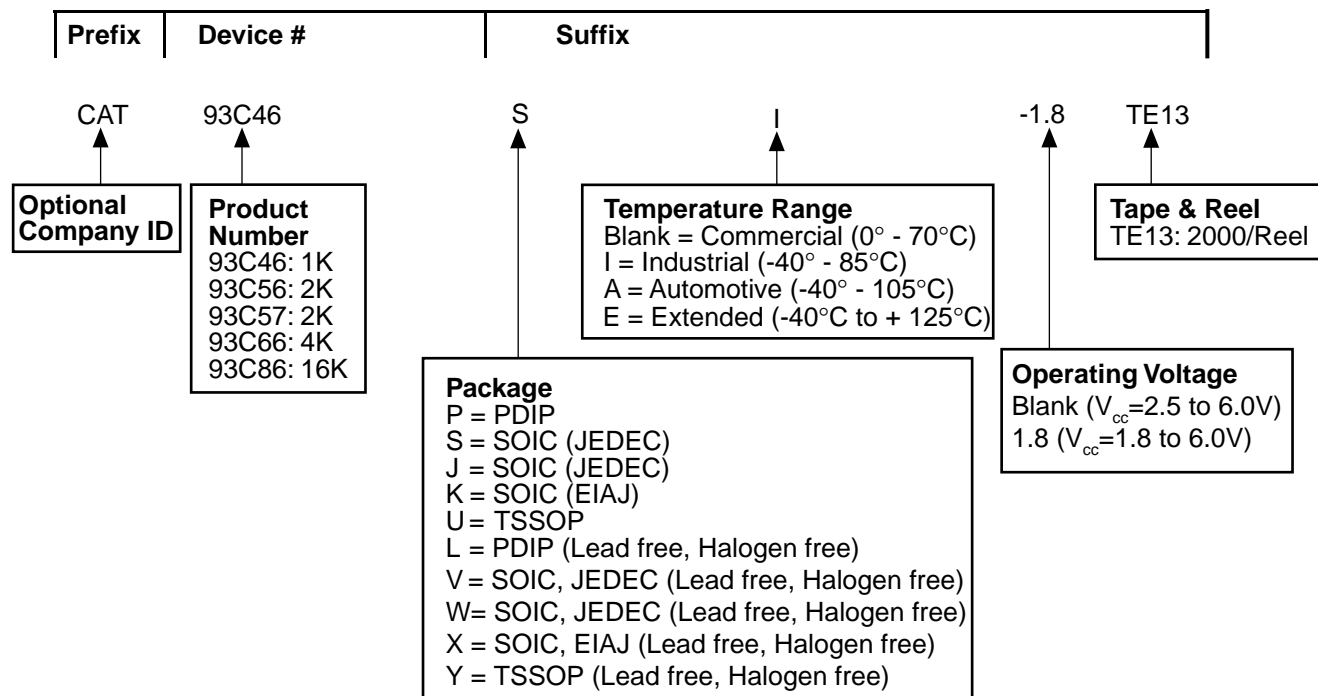 Prefix Device # Suffix
CAT 93C46 S I -1.8 TE13
Optional
Company ID
Product
Number
93C46: 1K
93C56: 2K
93C57: 2K
93C66: 4K
93C86: 16K
Temperature Range
Blank = Commercial (0° - 70°C)
I = Industrial (-40° - 85°C)
A = Automotive (-40° - 105°C)
E = Extended (-40°C to + 125°C)
Tape & Reel
TE13: 2000/Reel
Package
P = PDIP
S = SOIC (JEDEC)
J = SOIC (JEDEC)
K = SOIC (EIAJ)
U = TSSOP
L = PDIP (Lead free, Halogen free)
V = SOIC, JEDEC (Lead free, Halogen free)
W= SOIC, JEDEC (Lead free, Halogen free)
X = SOIC, EIAJ (Lead free, Halogen free)
Y = TSSOP (Lead free, Halogen free)
Operating Voltage
Blank (Vcc=2.5 to 6.0V)
1.8 (Vcc=1.8 to 6.0V)